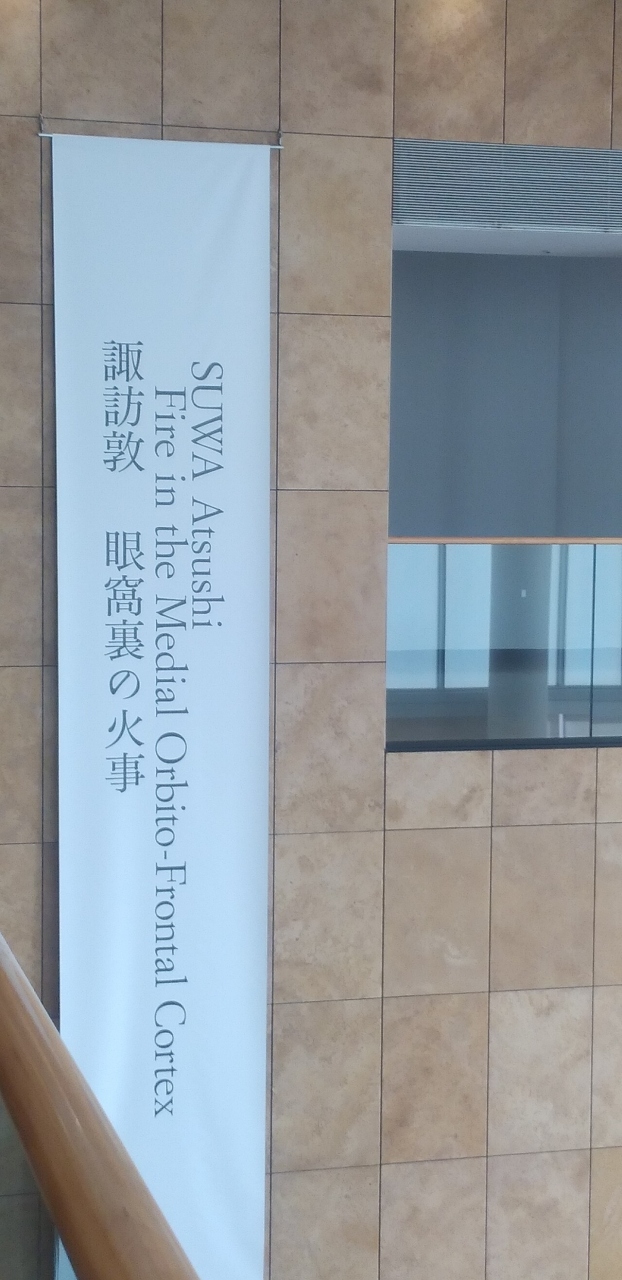 SUWA Atsushi
Fire in the Medial Orbito-Frontal Cortex
諏訪敦　眼窩裏の火事